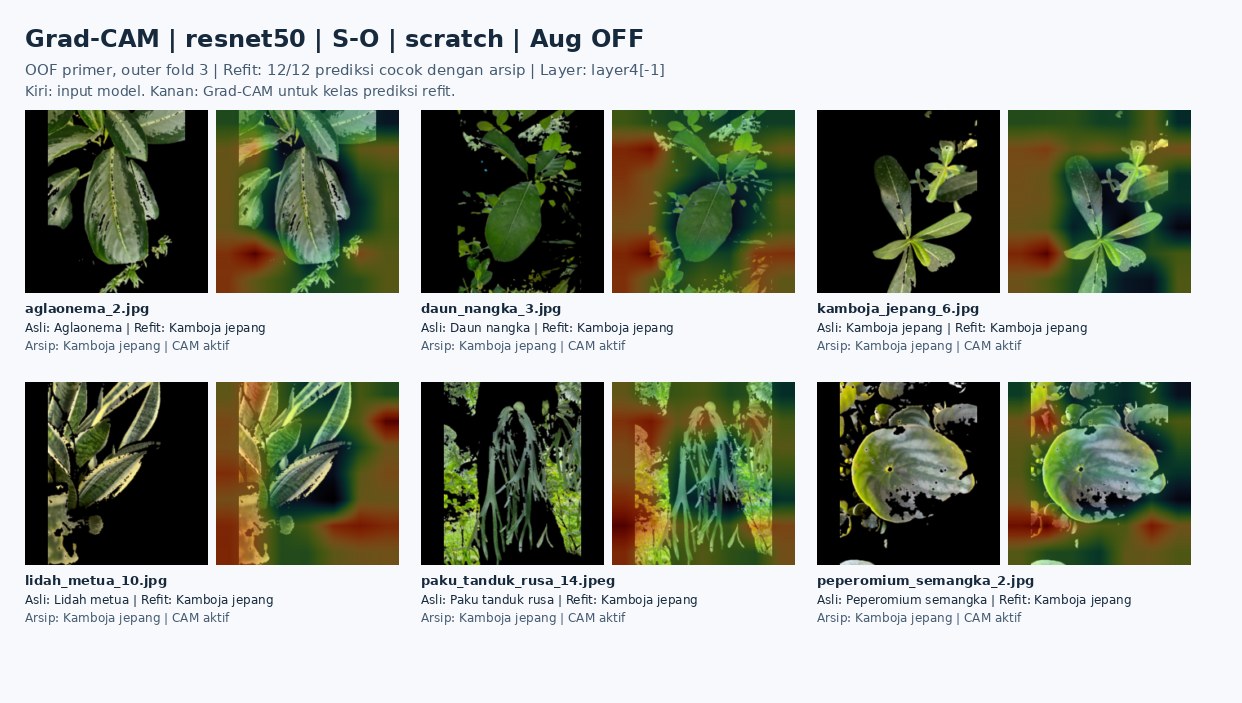 Grad-CAM | resnet50 | S-O | scratch | Aug OFF
OOF primer, outer fold 3 | Refit: 12/12 prediksi cocok dengan arsip | Layer: layer4[-1]
Kiri: input model. Kanan: Grad-CAM untuk kelas prediksi refit.
aglaonema_2.jpg
Asli: Aglaonema | Refit: Kamboja jepang
Arsip: Kamboja jepang | CAM aktif
daun_nangka_3.jpg
Asli: Daun nangka | Refit: Kamboja jepang
Arsip: Kamboja jepang | CAM aktif
kamboja_jepang_6.jpg
Asli: Kamboja jepang | Refit: Kamboja jepang
Arsip: Kamboja jepang | CAM aktif
lidah_metua_10.jpg
Asli: Lidah metua | Refit: Kamboja jepang
Arsip: Kamboja jepang | CAM aktif
paku_tanduk_rusa_14.jpeg
Asli: Paku tanduk rusa | Refit: Kamboja jepang
Arsip: Kamboja jepang | CAM aktif
peperomium_semangka_2.jpg
Asli: Peperomium semangka | Refit: Kamboja jepang
Arsip: Kamboja jepang | CAM aktif